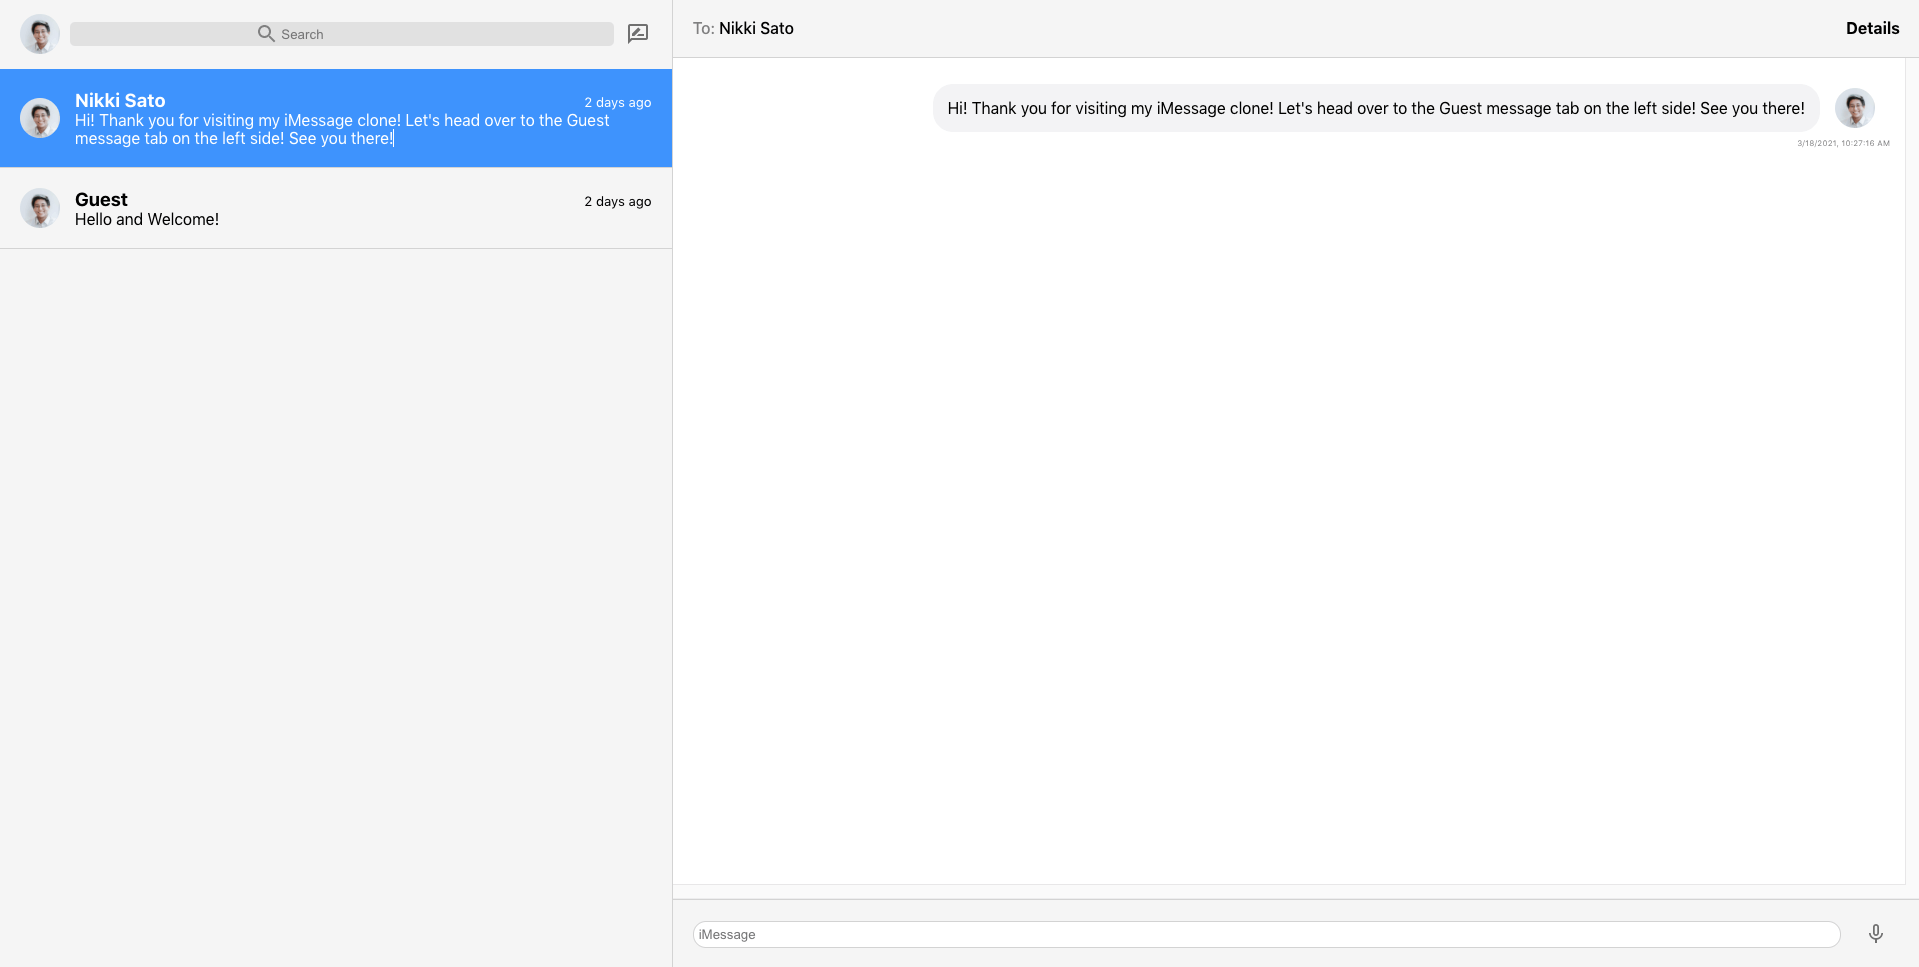 Search
Nikki Sato
2 days ago
Hi! Thank you for visiting my iMessage clone! Let's head over to the Guest
message tab on the left side! See you there!
Guest
2 days ago
Hello and Welcome!
To: Nikki Sato
Details
Hi! Thank you for visiting my iMessage clone! Let's head over to the Guest message tab on the left side! See you there!
3/18/2021, 10:27:16 AM
iMessage